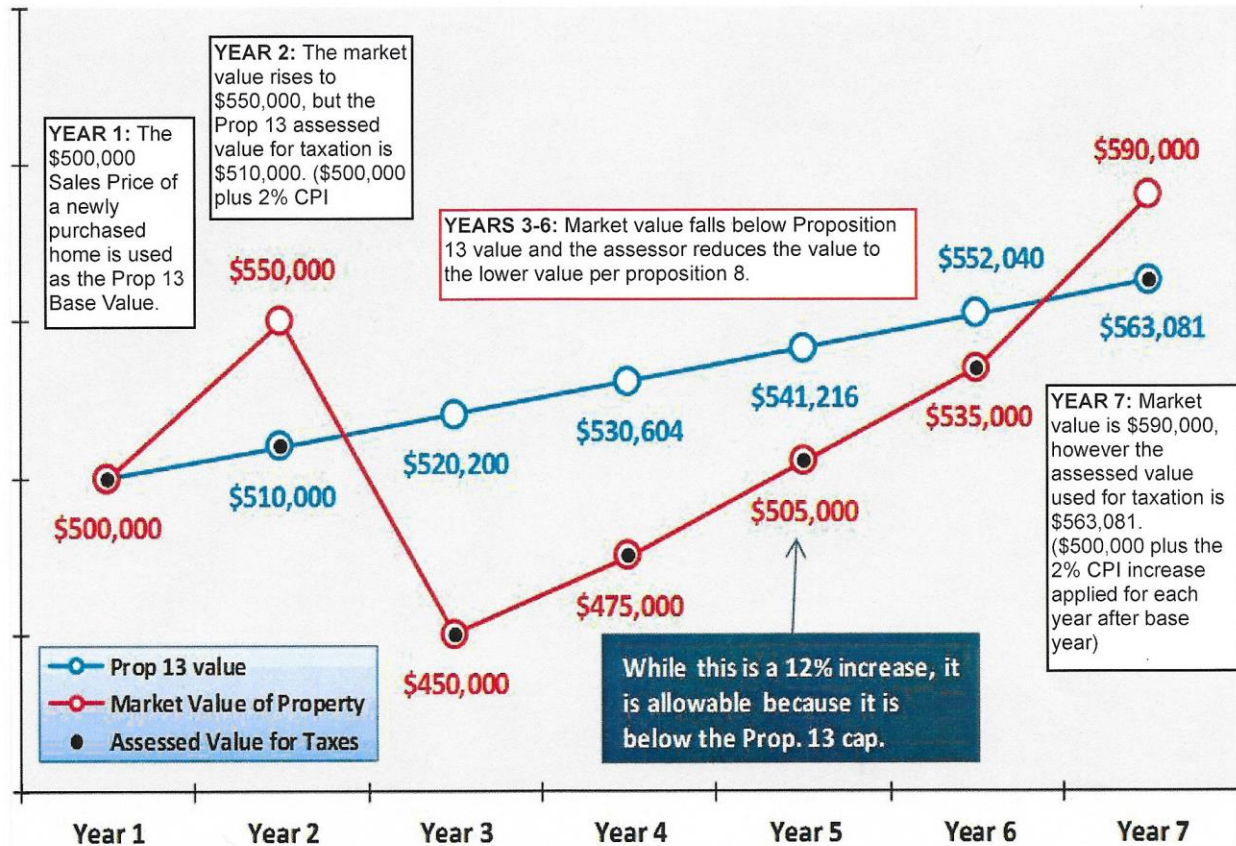 YEAR 1: The
$500,000
Sales Price of
a newly
purchased
home is used
as the Prop 13
Base Value.
YEAR 2: The market
value rises to
$550,000, but the
Prop 13 assessed
value for taxation is
$510,000. ($500,000
plus 2% CPI
YEARS 3-6: Market value falls below Proposition
13 value and the assessor reduces the value to
the lower value per proposition 8.
$590,000
$550,000
$552,040
$563,081
$541,216
$535,000
$530,604
$520,200
$510,000
$505,000
$500,000
$475,000
$450,000
YEAR 7: Market
value is $590,000,
however the
assessed value
used for taxation is
$563,081.
($500,000 plus the
2% CPI increase
applied for each
year after base
year)
Prop 13 value
Market Value of Property
Assessed Value for Taxes
While this is a 12% increase, it
is allowable because it is
below the Prop. 13 cap.
Year 1
Year 2
Year 3
Year 4
Year 5
Year 6
Year 7